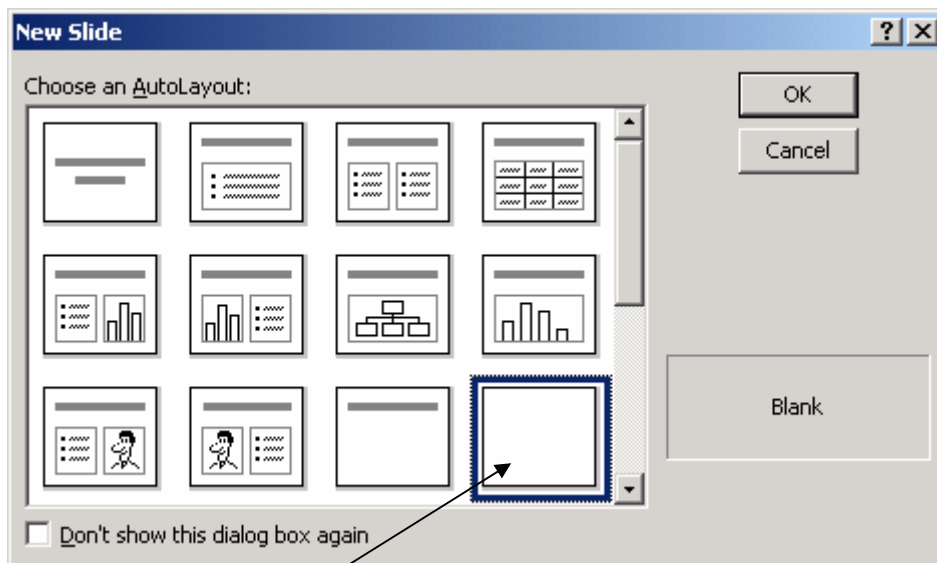 New Slide
Choose an AutoLayout:
OK
Cancel
Blank
Don't show this dialog box again